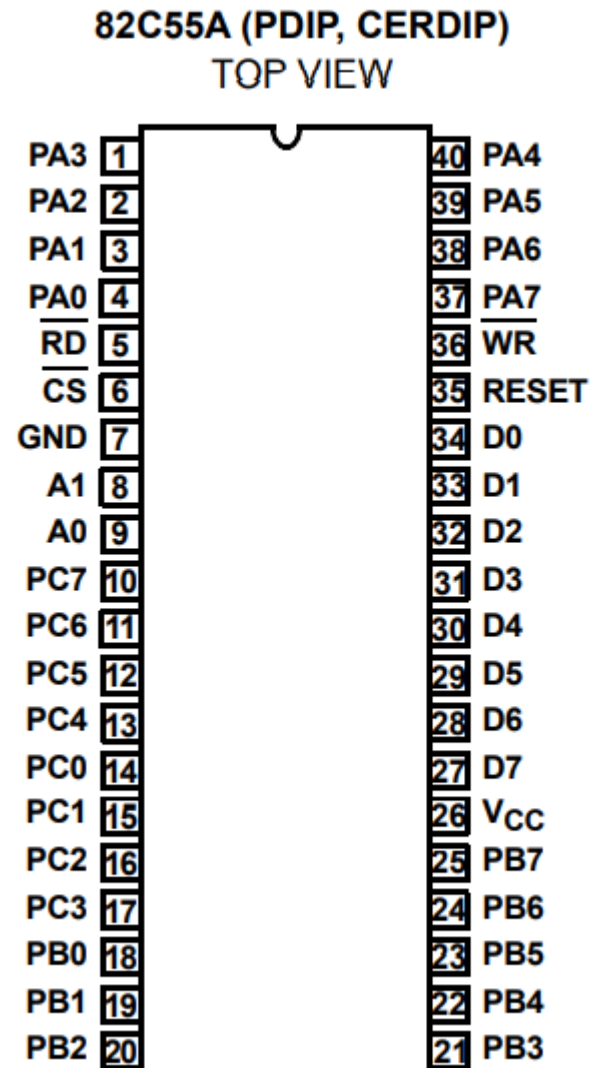 82C55A (PDIP, CERDIP)
TOP VIEW
PA3 1 40 PA4
PA2 2 39 PA5
PA1 3 38 PA6
PA0 4 37 PA7
RD 5 36 WR
CS 6 35 RESET
GND 7 34 D0
A1 8 33 D1
A0 9 32 D2
PC7 10 31 D3
PC6 11 30 D4
PC5 12 29 D5
PC4 13 28 D6
PC0 14 27 D7
PC1 15 26 VCC
PC2 16 25 PB7
PC3 17 24 PB6
PB0 18 23 PB5
PB1 19 22 PB4
PB2 20 21 PB3